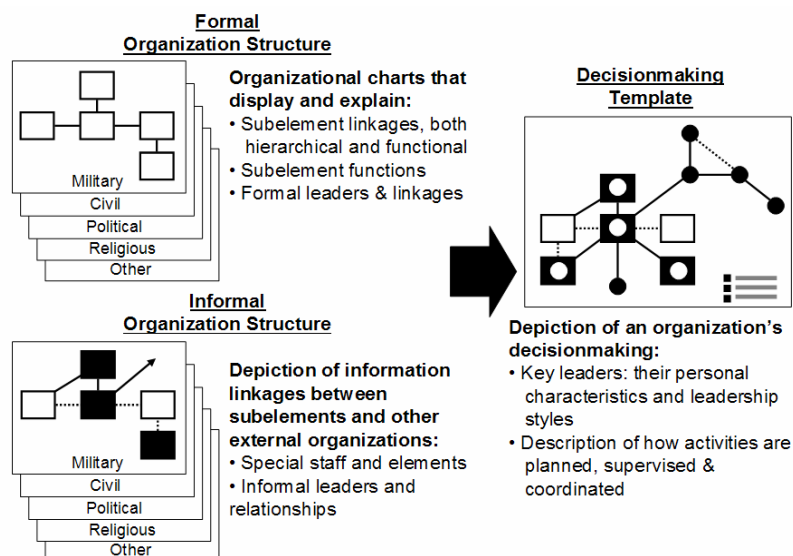 Formal
Organization Structure
Military
Civil
Political
Religious
Other
Organizational charts that
display and explain:
• Subelement linkages, both
hierarchical and functional
• Subelement functions
• Formal leaders & linkages
Informal
Organization Structure
Military
Civil
Political
Religious
Other
Depiction of information
linkages between
subelements and other
external organizations:
• Special staff and elements
• Informal leaders and
relationships
Decisionmaking
Template
Depiction of an organization's
decisionmaking:
• Key leaders: their personal
characteristics and leadership
styles
• Description of how activities are
planned, supervised &
coordinated